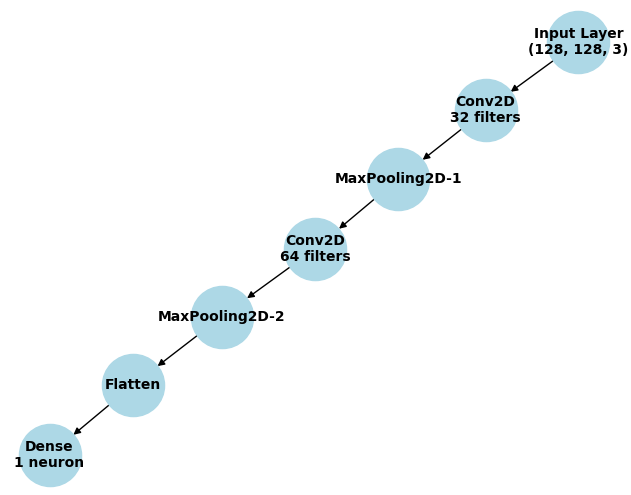 Input Layer
(128, 128, 3)
Conv2D
32 filters
MaxPooling2D-1
Conv2D
64 filters
MaxPooling2D-2
Flatten
Dense
1 neuron